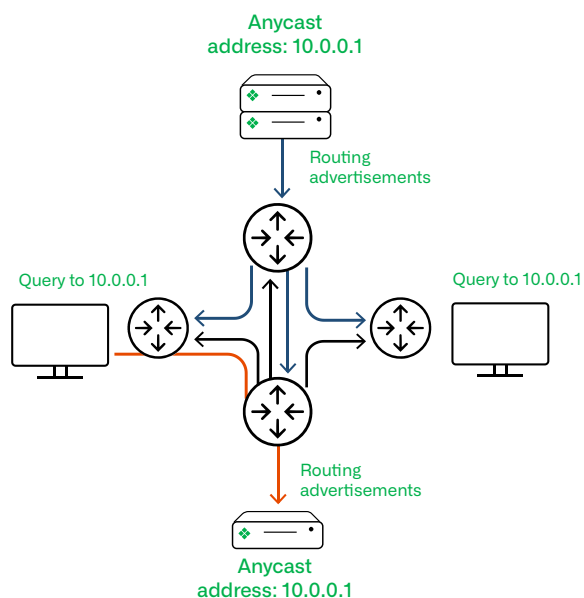 Anycast
address: 10.0.0.1
Routing
advertisements
Query to 10.0.0.1
Query to 10.0.0.1
Routing
advertisements
Anycast
address: 10.0.0.1